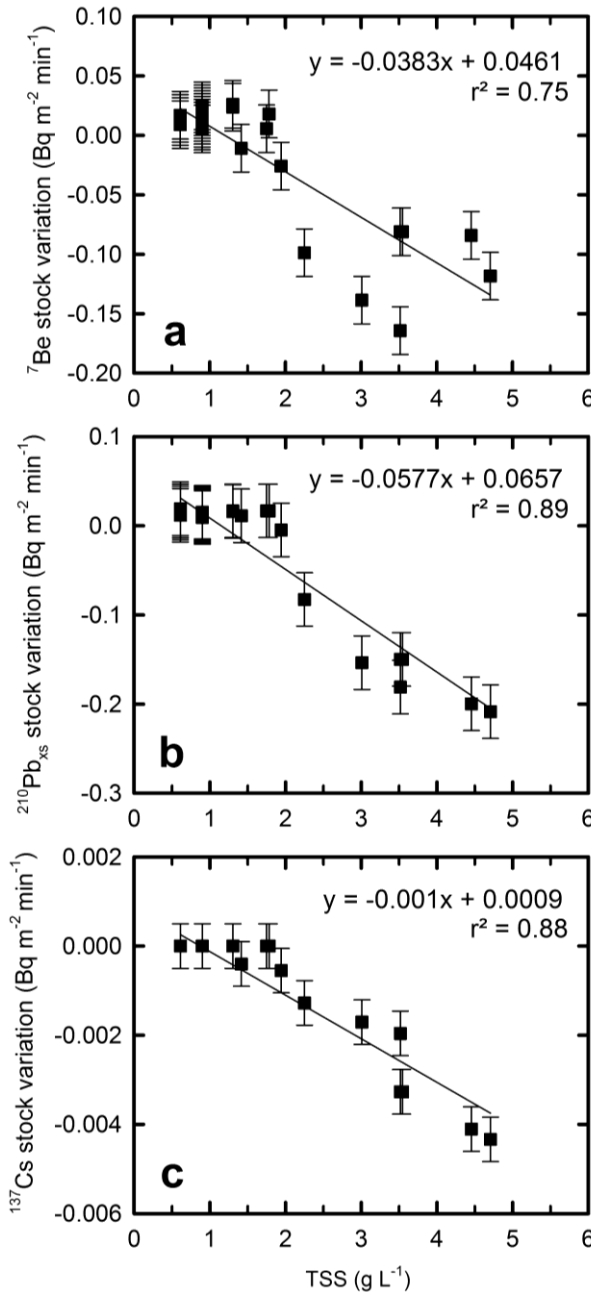 0.10
y = -0.0383x + 0.0461
0.05
r² = 0.75
0.00
-0.05
-0.10
-0.15
-0.20
⁷Be stock variation (Bq m⁻² min⁻¹)
a
0 1 2 3 4 5 6
0.1
y = -0.0577x + 0.0657
r² = 0.89
0.0
-0.1
-0.2
-0.3
²¹⁰Pbₓₛ stock variation (Bq m⁻² min⁻¹)
b
0 1 2 3 4 5 6
0.002
y = -0.001x + 0.0009
r² = 0.88
0.000
-0.002
-0.004
-0.006
¹³⁷Cs stock variation (Bq m⁻² min⁻¹)
c
0 1 2 3 4 5 6
TSS (g L⁻¹)